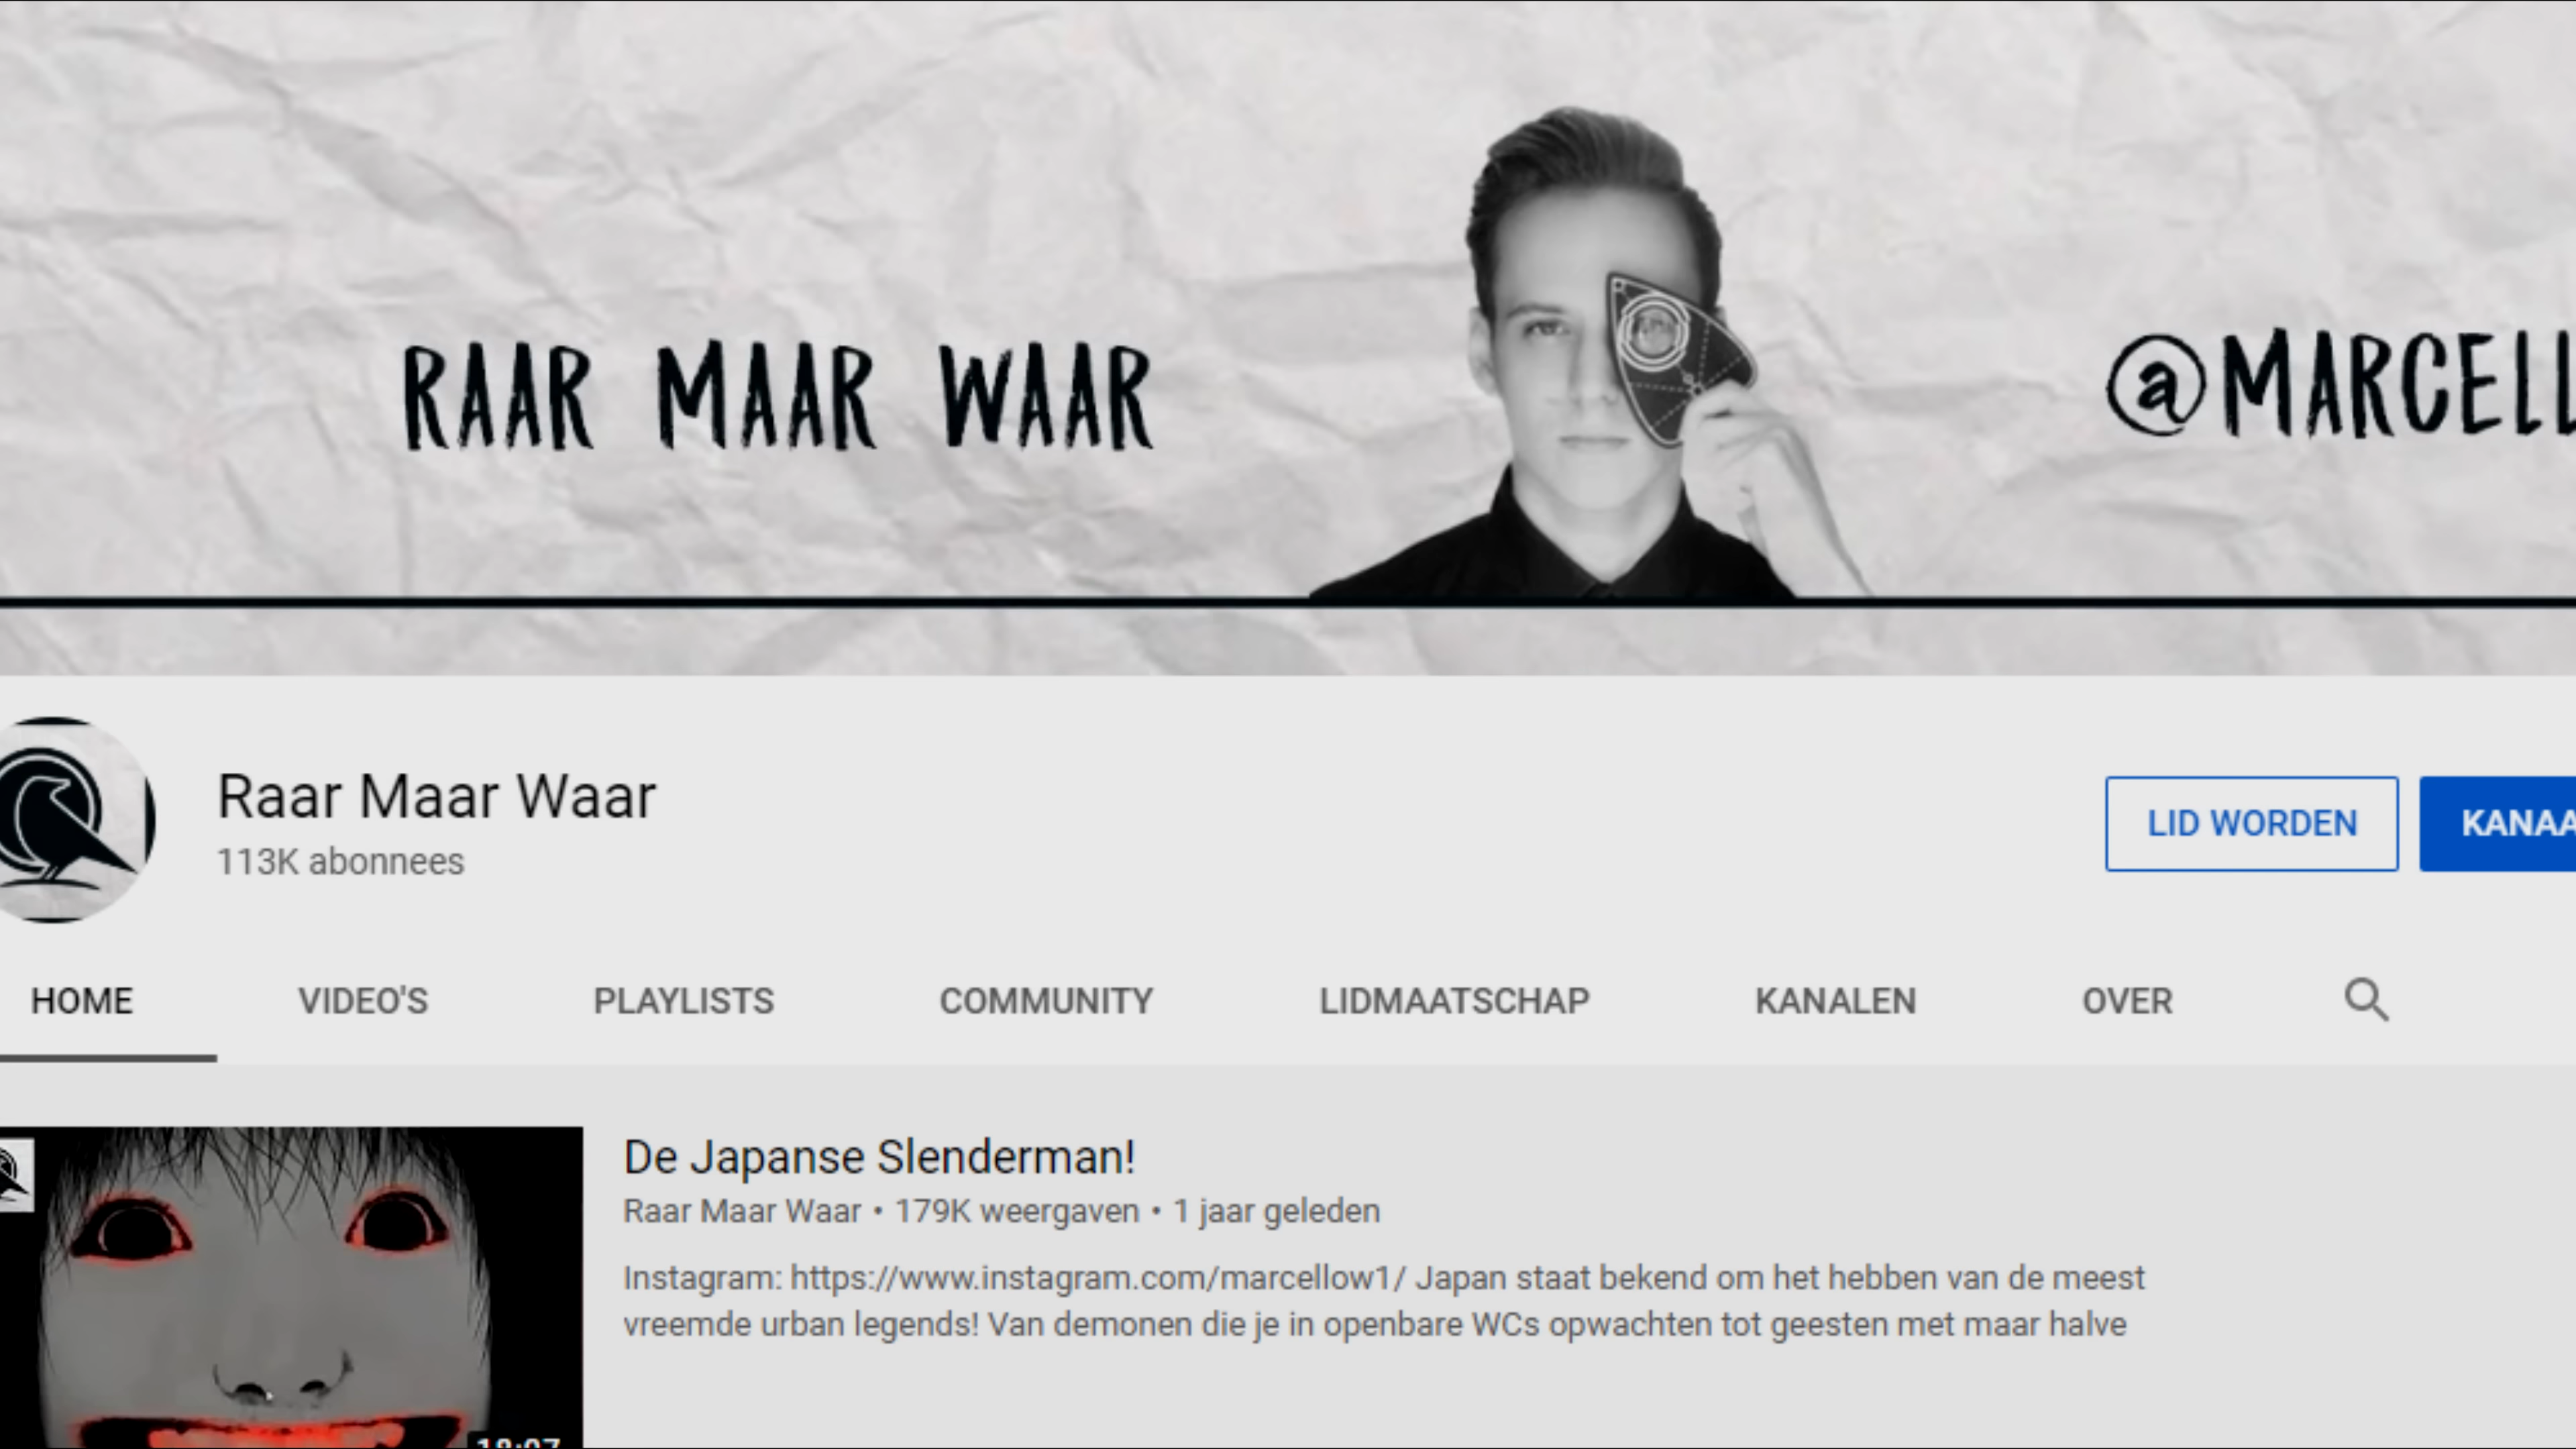 RAAR MAAR WAAR
@MARCELL
Raar Maar Waar
113K abonnees
LID WORDEN
KANAA
HOME
VIDEO'S
PLAYLISTS
COMMUNITY
LIDMAATSCHAP
KANALEN
OVER
De Japanse Slenderman!
Raar Maar Waar • 179K weergaven • 1 jaar geleden
Instagram: https://www.instagram.com/marcellow1/ Japan staat bekend om het hebben van de meest
vreemde urban legends! Van demonen die je in openbare WCs opwachten tot geesten met maar halve
18:07